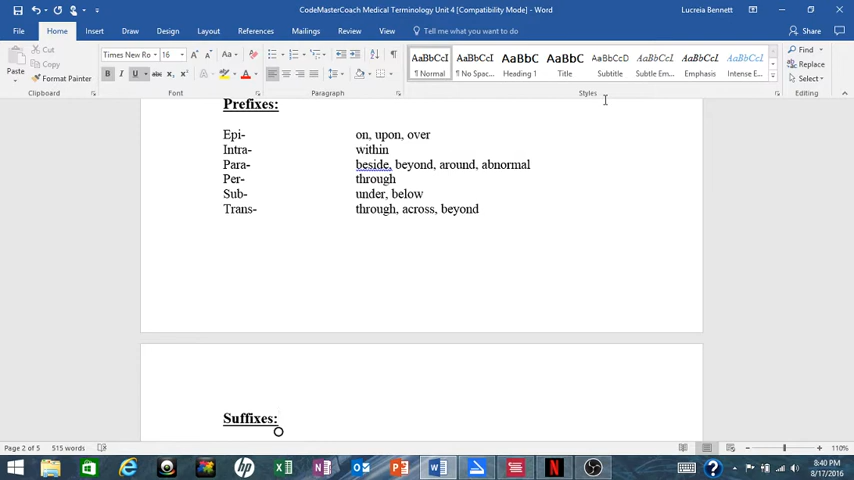 CodeMasterCoach Medical Terminology Unit 4 [Compatibility Mode] - Word
Lucreia Bennett
File Home Insert Draw Design Layout References Mailings Review View Tell me what you want to do Share
Paste
Cut
Copy
Format Painter
Clipboard
Times New Ro 16
Font
Paragraph
AaBbCcI AaBbCcI AaBbC AaBbC AaBbCcD AaBbCcI AaBbCcI AaBbCcI
¶ Normal ¶ No Spac... Heading 1 Title Subtitle Subtle Em... Emphasis Intense E...
Styles
Find
Replace
Select
Editing
Prefixes:
Epi- on, upon, over
Intra- within
Para- beside, beyond, around, abnormal
Per- through
Sub- under, below
Trans- through, across, beyond
Suffixes:
Page 2 of 5 515 words 110%
8:40 PM
8/17/2016